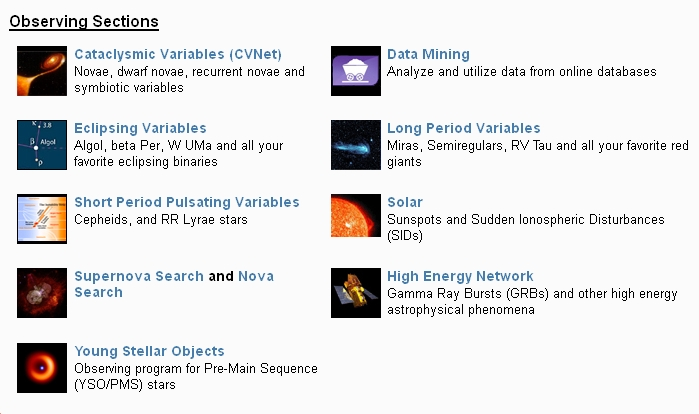 Observing Sections
Cataclysmic Variables (CVNet)
Novae, dwarf novae, recurrent novae and
symbiotic variables
Data Mining
Analyze and utilize data from online databases
Eclipsing Variables
Algol, beta Per, W UMa and all your
favorite eclipsing binaries
κ 3.8
β Algol
ρ
Long Period Variables
Miras, Semiregulars, RV Tau and all your favorite red
giants
Short Period Pulsating Variables
Cepheids, and RR Lyrae stars
Solar
Sunspots and Sudden Ionospheric Disturbances
(SIDs)
Supernova Search and Nova
Search
High Energy Network
Gamma Ray Bursts (GRBs) and other high energy
astrophysical phenomena
Young Stellar Objects
Observing program for Pre-Main Sequence
(YSO/PMS) stars